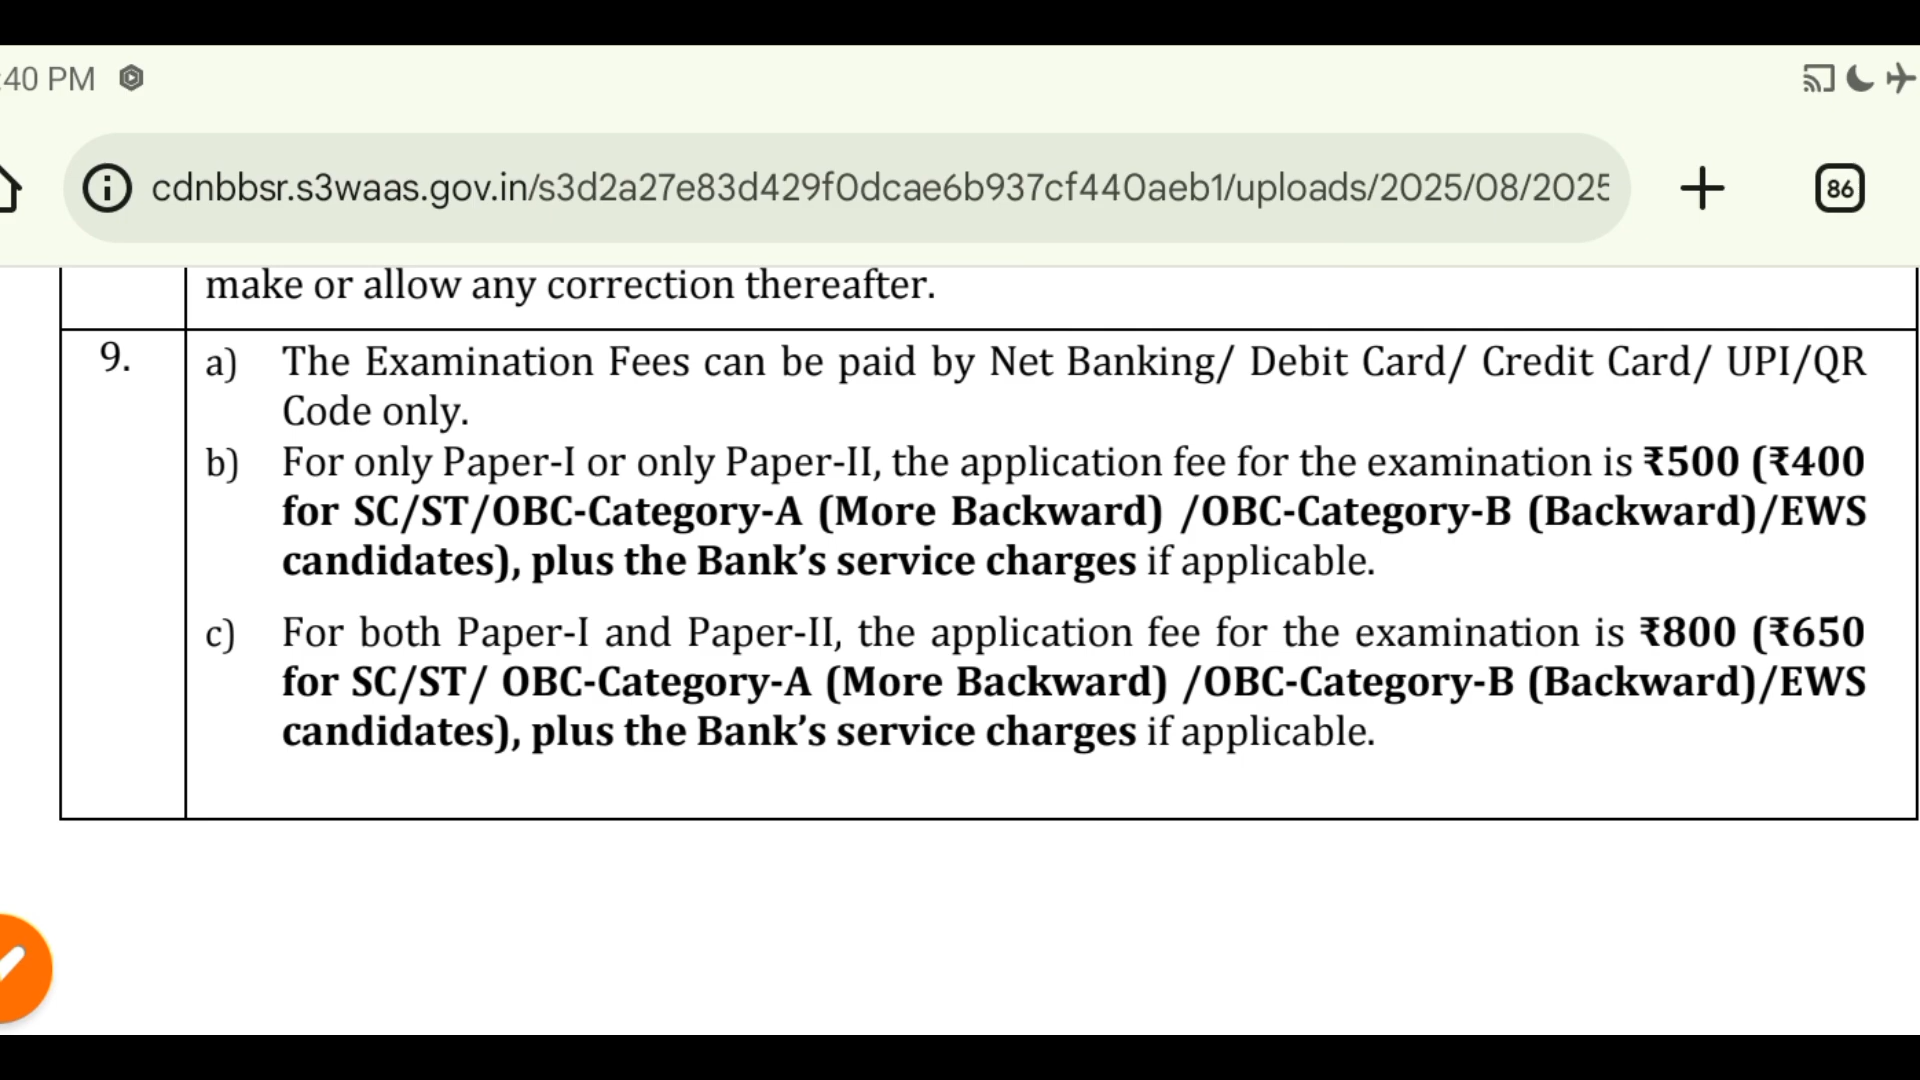 :40 PM
cdnbbsr.s3waas.gov.in/s3d2a27e83d429f0dcae6b937cf440aeb1/uploads/2025/08/2025
86
make or allow any correction thereafter.
9. a) The Examination Fees can be paid by Net Banking/ Debit Card/ Credit Card/ UPI/QR
Code only.
b) For only Paper-I or only Paper-II, the application fee for the examination is ₹500 (₹400
for SC/ST/OBC-Category-A (More Backward) /OBC-Category-B (Backward)/EWS
candidates), plus the Bank’s service charges if applicable.
c) For both Paper-I and Paper-II, the application fee for the examination is ₹800 (₹650
for SC/ST/ OBC-Category-A (More Backward) /OBC-Category-B (Backward)/EWS
candidates), plus the Bank’s service charges if applicable.